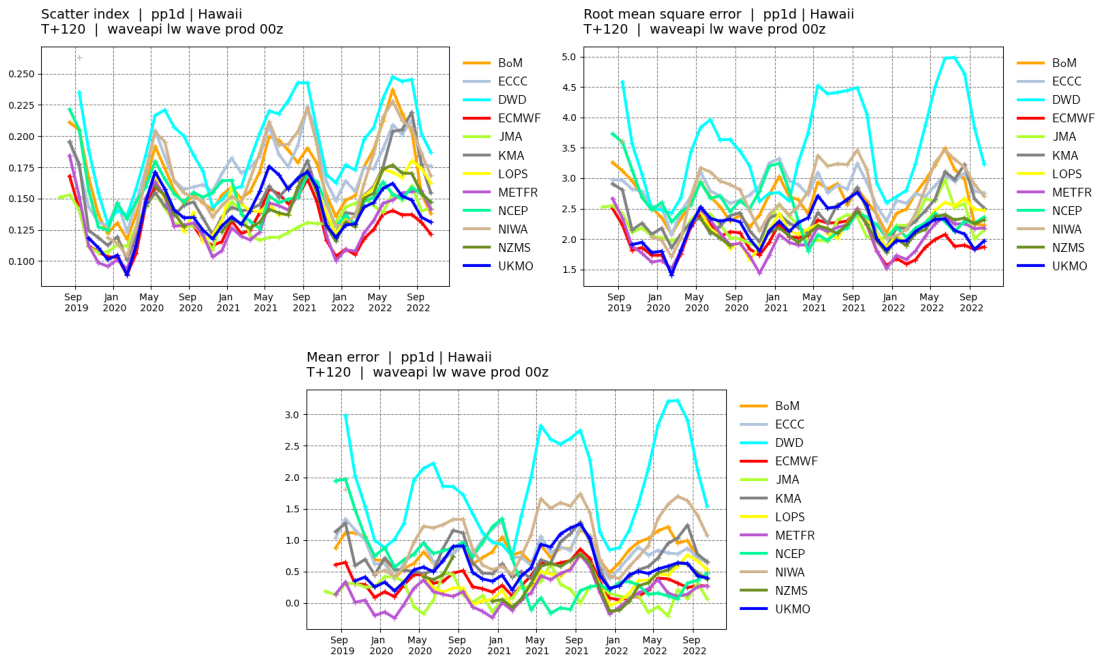 Scatter index | pp1d | Hawaii
T+120 | waveapi lw wave prod 00z
0.250
0.225
0.200
0.175
0.150
0.125
0.100
Sep Jan May Sep Jan May Sep Jan May Sep
2019 2020 2020 2020 2021 2021 2021 2022 2022 2022
BoM
ECCC
DWD
ECMWF
JMA
KMA
LOPS
METFR
NCEP
NIWA
NZMS
UKMO
Root mean square error | pp1d | Hawaii
T+120 | waveapi lw wave prod 00z
5.0
4.5
4.0
3.5
3.0
2.5
2.0
1.5
Sep Jan May Sep Jan May Sep Jan May Sep
2019 2020 2020 2020 2021 2021 2021 2022 2022 2022
BoM
ECCC
DWD
ECMWF
JMA
KMA
LOPS
METFR
NCEP
NIWA
NZMS
UKMO
Mean error | pp1d | Hawaii
T+120 | waveapi lw wave prod 00z
3.0
2.5
2.0
1.5
1.0
0.5
0.0
Sep Jan May Sep Jan May Sep Jan May Sep
2019 2020 2020 2020 2021 2021 2021 2022 2022 2022
BoM
ECCC
DWD
ECMWF
JMA
KMA
LOPS
METFR
NCEP
NIWA
NZMS
UKMO